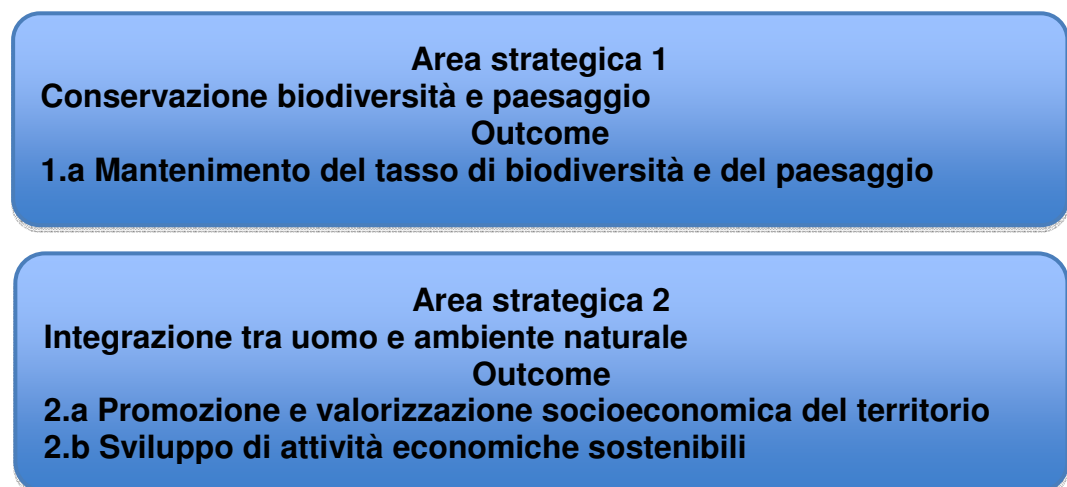 Area strategica 1
Conservazione biodiversità e paesaggio
Outcome
1.a Mantenimento del tasso di biodiversità e del paesaggio
Area strategica 2
Integrazione tra uomo e ambiente naturale
Outcome
2.a Promozione e valorizzazione socioeconomica del territorio
2.b Sviluppo di attività economiche sostenibili